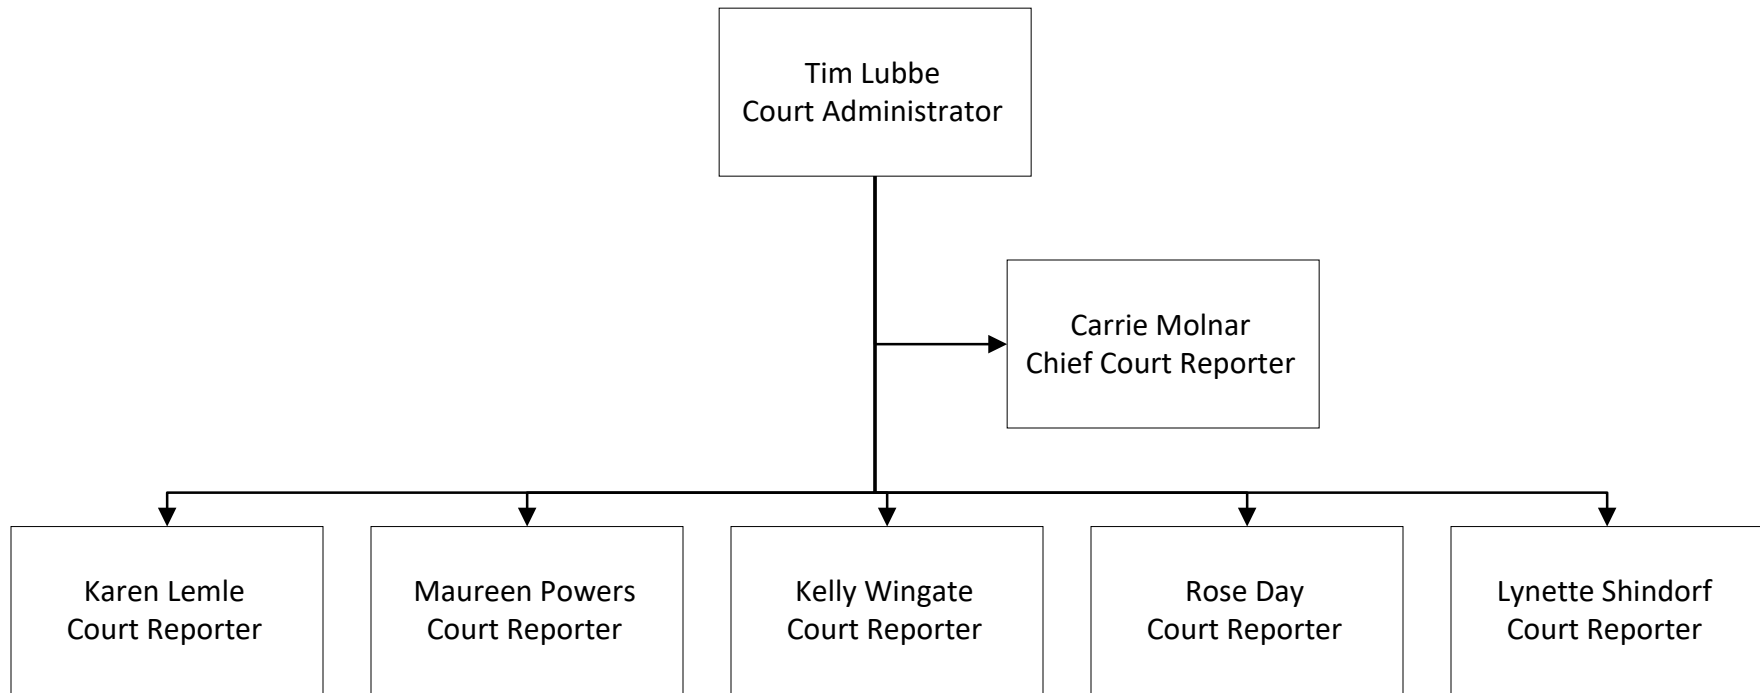 Tim Lubbe
Court Administrator
Carrie Molnar
Chief Court Reporter
Karen Lemle
Court Reporter
Maureen Powers
Court Reporter
Kelly Wingate
Court Reporter
Rose Day
Court Reporter
Lynette Shindorf
Court Reporter